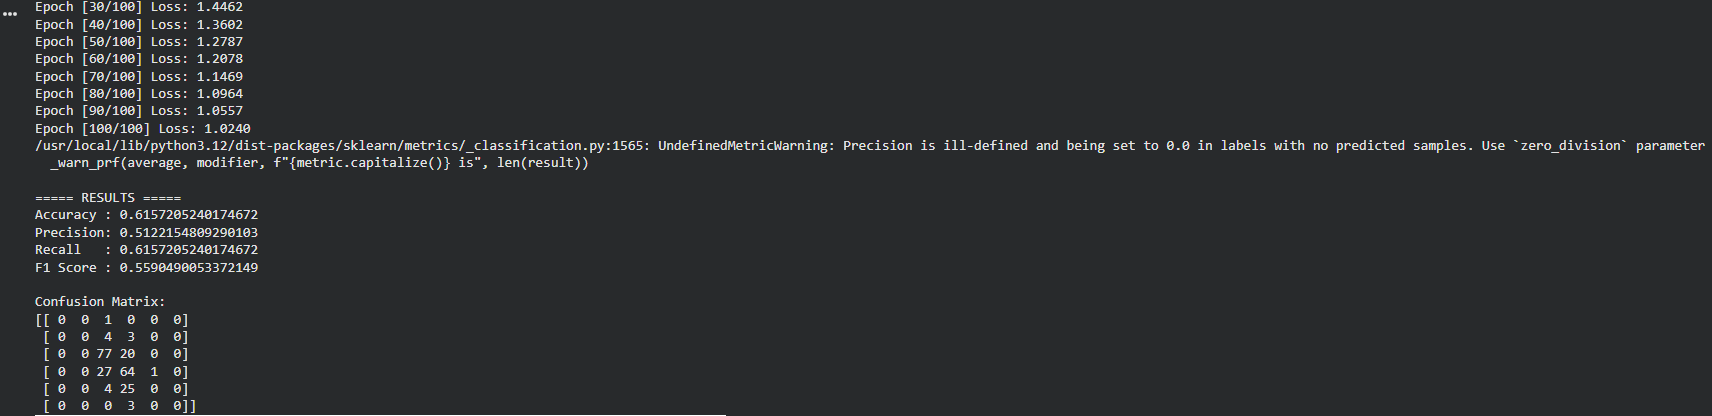 Epoch [30/100] Loss: 1.4462
Epoch [40/100] Loss: 1.3602
Epoch [50/100] Loss: 1.2787
Epoch [60/100] Loss: 1.2078
Epoch [70/100] Loss: 1.1469
Epoch [80/100] Loss: 1.0964
Epoch [90/100] Loss: 1.0557
Epoch [100/100] Loss: 1.0240
/usr/local/lib/python3.12/dist-packages/sklearn/metrics/_classification.py:1565: UndefinedMetricWarning: Precision is ill-defined and being set to 0.0 in labels with no predicted samples. Use `zero_division` parameter
  _warn_prf(average, modifier, f"{metric.capitalize()} is", len(result))
===== RESULTS =====
Accuracy : 0.6157205240174672
Precision: 0.5122154809290103
Recall   : 0.6157205240174672
F1 Score : 0.5590490053372149
Confusion Matrix:
[[ 0  0  1  0  0  0]
 [ 0  0  4  3  0  0]
 [ 0  0 77 20  0  0]
 [ 0  0 27 64  1  0]
 [ 0  0  4 25  0  0]
 [ 0  0  0  3  0  0]]